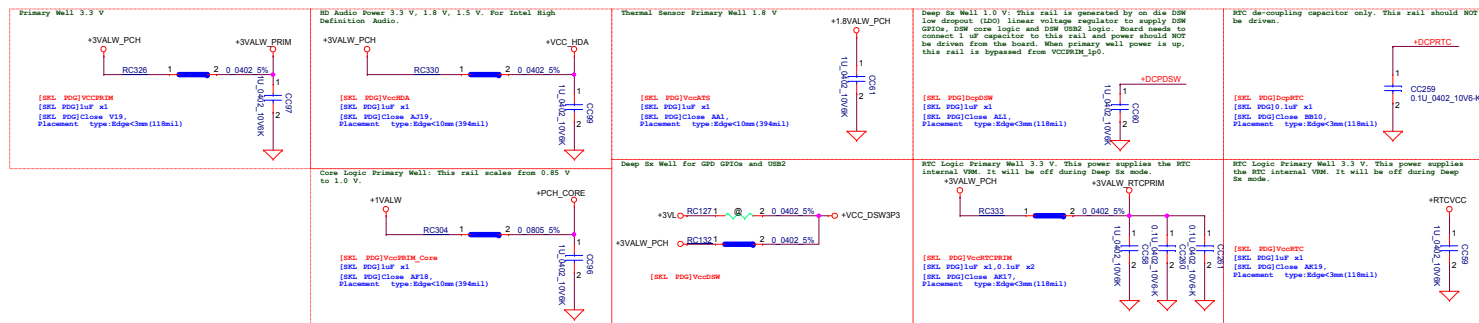 Primary Well 3.3 V
+3VALW_PCH
+3VALW_PRIM
RC326 1 2 0_0402_5%
1
1U_0402_10V6K
CC97
2
[SKL PDG]VCCPRIM
[SKL PDG]1uF x1
[SKL PDG]Close V19,
Placement type:Edge<3mm(118mil)
HD Audio Power 3.3 V, 1.8 V, 1.5 V. For Intel High
Definition Audio.
+3VALW_PCH
+VCC_HDA
RC330 1 2 0_0402_5%
1
1U_0402_10V6K
CC99
2
[SKL PDG]VccHDA
[SKL PDG]1uF x1
[SKL PDG]Close AJ19,
Placement type:Edge<10mm(394mil)
Thermal Sensor Primary Well 1.8 V
+1.8VALW_PCH
1
1U_0402_10V6K
CC61
2
[SKL PDG]VccATS
[SKL PDG]1uF x1
[SKL PDG]Close AA1,
Placement type:Edge<10mm(394mil)
Deep Sx Well 1.0 V: This rail is generated by on die DSW
low dropout (LDO) linear voltage regulator to supply DSW
GPIOs, DSW core logic and DSW USB2 logic. Board needs to
connect 1 uF capacitor to this rail and power should NOT
be driven from the board. When primary well power is up,
this rail is bypassed from VCCPRIM_1p0.
+DCPDSW
1
1U_0402_10V6K
CC60
2
[SKL PDG]DcpDSW
[SKL PDG]1uF x1
[SKL PDG]Close AL1,
Placement type:Edge<3mm(118mil)
RTC de-coupling capacitor only. This rail should NOT
be driven.
+DCPRTC
1
CC259
0.1U_0402_10V6-K
2
[SKL PDG]DcpRTC
[SKL PDG]0.1uF x1
[SKL PDG]Close BB10,
Placement type:Edge<3mm(118mil)
Core Logic Primary Well: This rail scales from 0.85 V
to 1.0 V.
+1VALW
+PCH_CORE
RC304 1 2 0_0805_5%
1
1U_0402_10V6K
CC96
2
[SKL PDG]VccPRIM_Core
[SKL PDG]1uF x1
[SKL PDG]Close AF18,
Placement type:Edge<10mm(394mil)
Deep Sx Well for GPD GPIOs and USB2
+3VL RC127 1 @ 2 0_0402_5% +VCC_DSW3P3
+3VALW_PCH RC132 1 2 0_0402_5%
[SKL PDG]VccDSW
RTC Logic Primary Well 3.3 V. This power supplies the RTC
internal VRM. It will be off during Deep Sx mode.
+3VALW_PCH
+3VALW_RTCPRIM
RC333 1 2 0_0402_5%
1 1 1
1U_0402_10V6K
CC58
0.1U_0402_10V6-K
CC260
0.1U_0402_10V6-K
CC261
2 2 2
[SKL PDG]VccRTCPRIM
[SKL PDG]1uF x1,0.1uF x2
[SKL PDG]Close AK17,
Placement type:Edge<3mm(118mil)
RTC Logic Primary Well 3.3 V. This power supplies
the RTC internal VRM. It will be off during Deep
Sx mode.
+RTCVCC
1
1U_0402_10V6K
CC59
2
[SKL PDG]VccRTC
[SKL PDG]1uF x1
[SKL PDG]Close AK19,
Placement type:Edge<3mm(118mil)